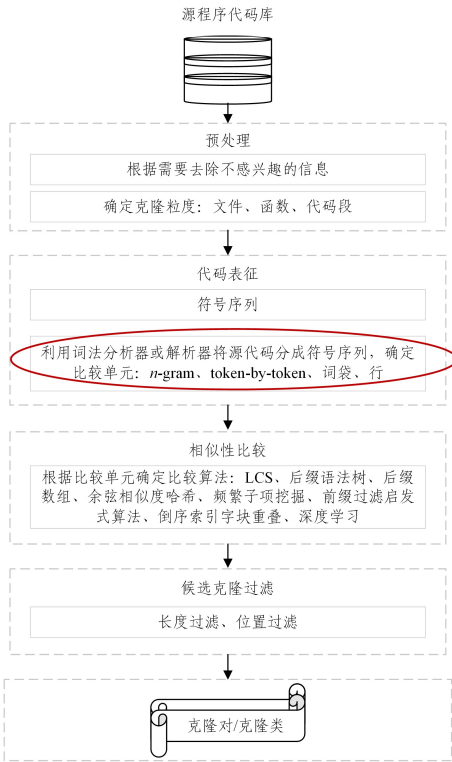 源程序代码库
预处理
根据需要去除不感兴趣的信息
确定克隆粒度：文件、函数、代码段
代码表征
符号序列
利用词法分析器或解析器将源代码分成符号序列，确定
比较单元：n-gram、token-by-token、词袋、行
相似性比较
根据比较单元确定比较算法：LCS、后缀语法树、后缀
数组、余弦相似度哈希、频繁子项挖掘、前缀过滤启发
式算法、倒序索引字块重叠、深度学习
候选克隆过滤
长度过滤、位置过滤
克隆对/克隆类